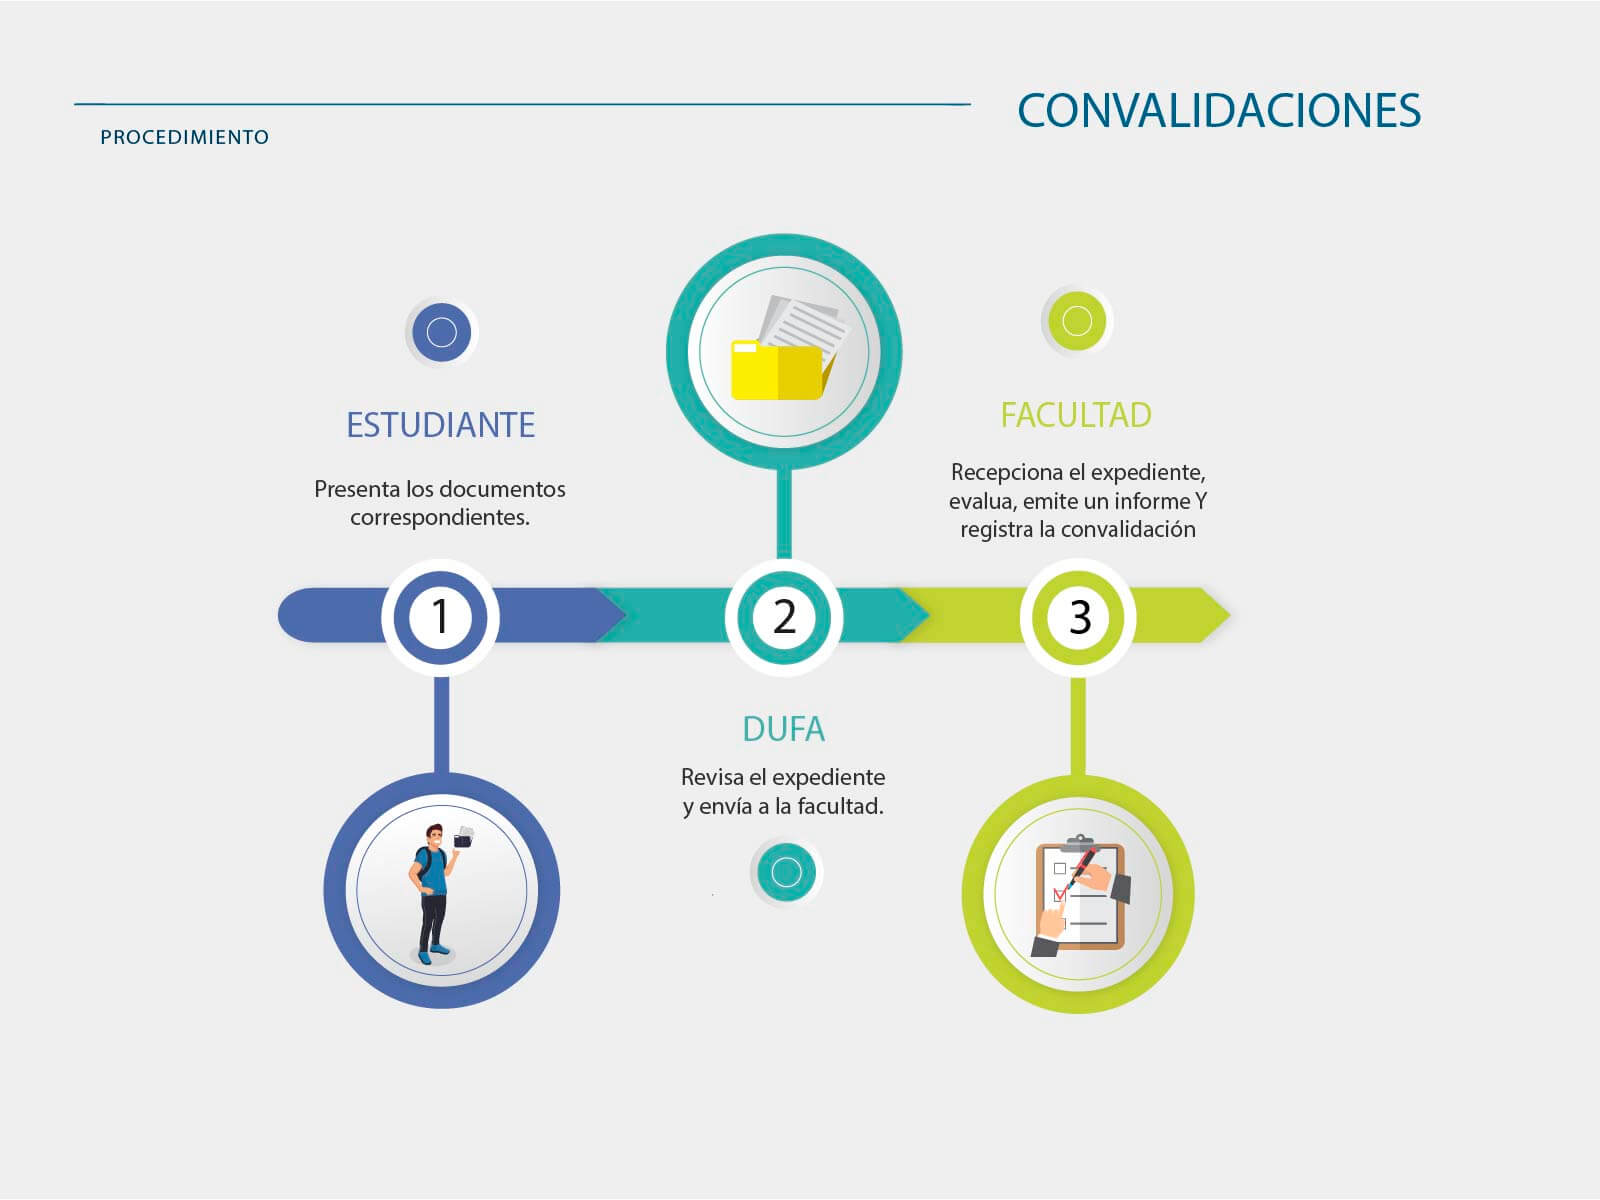 CONVALIDACIONES
PROCEDIMIENTO
ESTUDIANTE
Presenta los documentos
correspondientes.
FACULTAD
Recepciona el expediente,
evalua, emite un informe Y
registra la convalidación
1
2
3
DUFA
Revisa el expediente
y envía a la facultad.